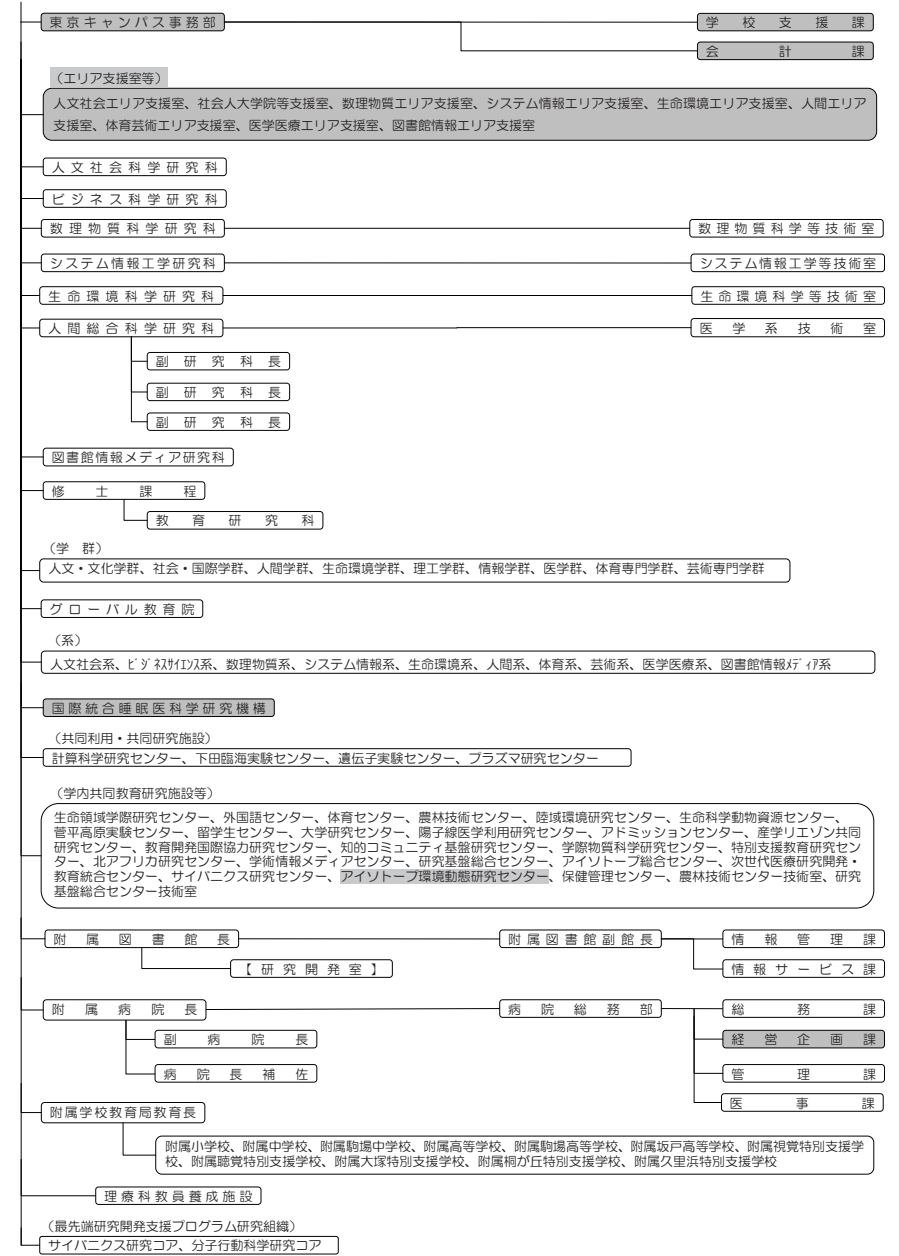 東京キャンパス事務部
学校支援課
会計課
（エリア支援室等）
人文社会エリア支援室、社会人大学院等支援室、数理物質エリア支援室、システム情報エリア支援室、生命環境エリア支援室、人間エリア
支援室、体育芸術エリア支援室、医学医療エリア支援室、図書館情報エリア支援室
人文社会科学研究科
ビジネス科学研究科
数理物質科学研究科
数理物質科学等技術室
システム情報工学研究科
システム情報工学等技術室
生命環境科学研究科
生命環境科学等技術室
人間総合科学研究科
医学系技術室
副研究科長
副研究科長
副研究科長
図書館情報メディア研究科
修士課程
教育研究科
（学　群）
人文・文化学群、社会・国際学群、人間学群、生命環境学群、理工学群、情報学群、医学群、体育専門学群、芸術専門学群
グローバル教育院
（系）
人文社会系、ﾋﾞｼﾞﾈｽｻｲｴﾝｽ系、数理物質系、システム情報系、生命環境系、人間系、体育系、芸術系、医学医療系、図書館情報ﾒﾃﾞｨｱ系
国際統合睡眠医科学研究機構
（共同利用・共同研究施設）
計算科学研究センター、下田臨海実験センター、遺伝子実験センター、プラズマ研究センター
（学内共同教育研究施設等）
生命領域学際研究センター、外国語センター、体育センター、農林技術センター、陸域環境研究センター、生命科学動物資源センター、
菅平高原実験センター、留学生センター、大学研究センター、陽子線医学利用研究センター、アドミッションセンター、産学リエゾン共同
研究センター、教育開発国際協力研究センター、知的コミュニティ基盤研究センター、学際物質科学研究センター、特別支援教育研究セン
ター、北アフリカ研究センター、学術情報メディアセンター、研究基盤総合センター、アイソトープ総合センター、次世代医療研究開発・
教育統合センター、サイバニクス研究センター、アイソトープ環境動態研究センター、保健管理センター、農林技術センター技術室、研究
基盤総合センター技術室
附属図書館長
附属図書館副館長
情報管理課
【研究開発室】
情報サービス課
附属病院長
病院総務部
総務課
副病院長
経営企画課
病院長補佐
管理課
医事課
附属学校教育局教育長
附属小学校、附属中学校、附属駒場中学校、附属高等学校、附属駒場高等学校、附属坂戸高等学校、附属視覚特別支援学
校、附属聴覚特別支援学校、附属大塚特別支援学校、附属桐が丘特別支援学校、附属久里浜特別支援学校
理療科教員養成施設
（最先端研究開発支援プログラム研究組織）
サイバニクス研究コア、分子行動科学研究コア